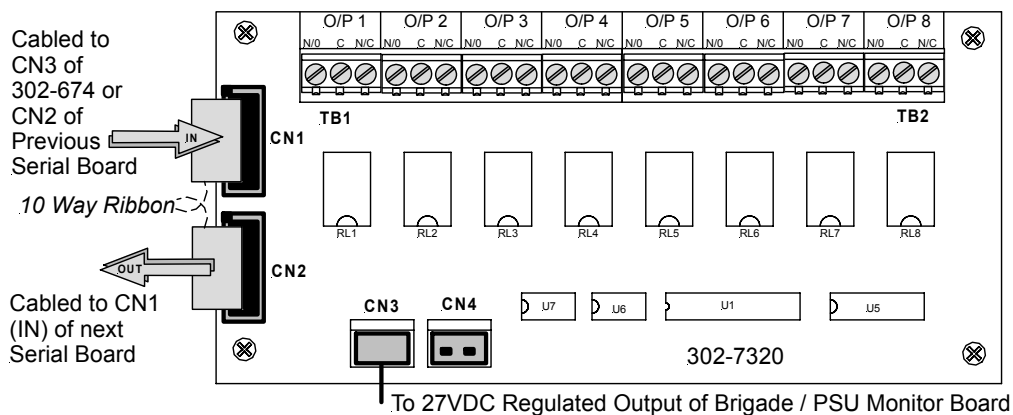 O/P 1 O/P 2 O/P 3 O/P 4 O/P 5 O/P 6 O/P 7 O/P 8
N/0 C N/C N/0 C N/C N/0 C N/C N/0 C N/C N/0 C N/C N/0 C N/C N/0 C N/C N/0 C N/C
TB1 TB2
Cabled to
CN3 of
302-674 or
CN2 of
Previous
Serial Board
IN
CN1
10 Way Ribbon
RL1 RL2 RL3 RL4 RL5 RL6 RL7 RL8
OUT
CN2
Cabled to CN1
(IN) of next
Serial Board
CN3 CN4
U7 U6 U1 U5
302-7320
To 27VDC Regulated Output of Brigade / PSU Monitor Board